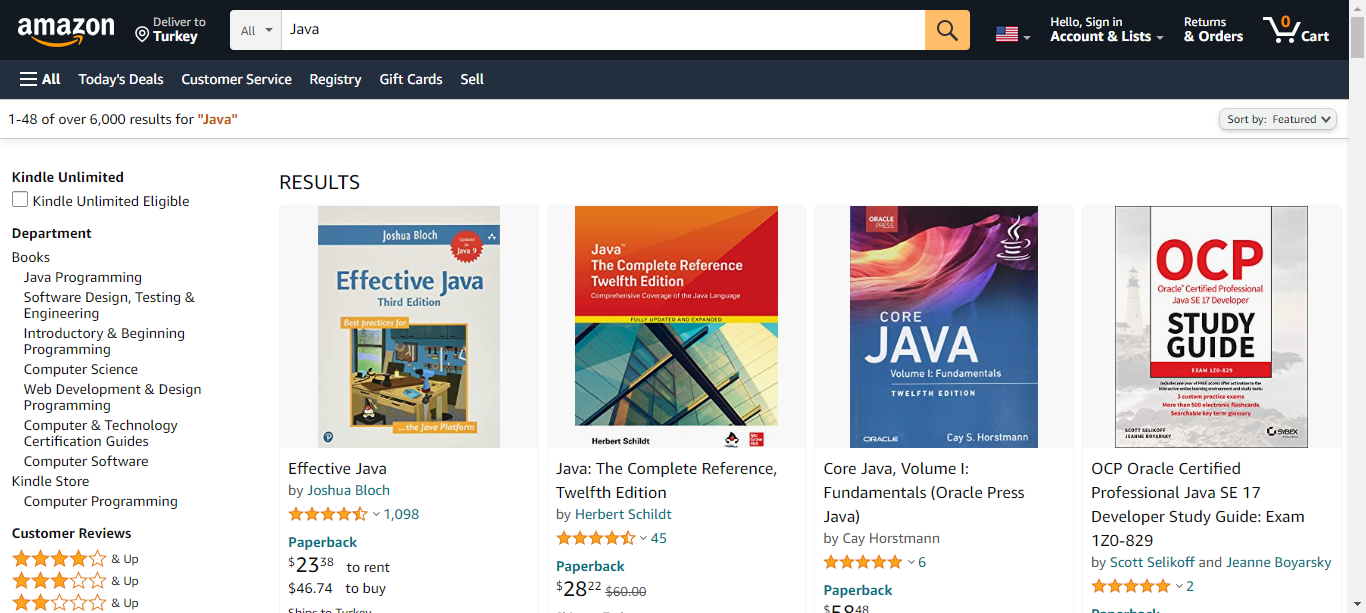 amazon
Deliver to
Turkey
All
Java
Hello, Sign in
Account & Lists
Returns
& Orders
0
Cart
All
Today's Deals
Customer Service
Registry
Gift Cards
Sell
1-48 of over 6,000 results for "Java"
Sort by: Featured
Kindle Unlimited
Kindle Unlimited Eligible
Department
Books
Java Programming
Software Design, Testing &
Engineering
Introductory & Beginning
Programming
Computer Science
Web Development & Design
Programming
Computer & Technology
Certification Guides
Computer Software
Kindle Store
Computer Programming
Customer Reviews
& Up
& Up
& Up
RESULTS
Joshua Bloch
Updated
for
Java 9
Effective Java
Third Edition
Best practices for
...the Java Platform
Effective Java
by Joshua Bloch
1,098
Paperback
$23.38 to rent
$46.74 to buy
Ships to Turkey
Java™
The Complete Reference
Twelfth Edition
Comprehensive Coverage of the Java Language
FULLY UPDATED AND EXPANDED
Herbert Schildt
Mc
Graw
Hill
Java: The Complete Reference,
Twelfth Edition
by Herbert Schildt
45
Paperback
$28.22 $60.00
ORACLE
PRESS
Java
CORE
JAVA
Volume I: Fundamentals
TWELFTH EDITION
ORACLE
Cay S. Horstmann
Core Java, Volume I:
Fundamentals (Oracle Press
Java)
by Cay Horstmann
6
Paperback
$58.48
OCP
Oracle® Certified Professional
Java SE 17 Developer
STUDY
GUIDE
EXAM 1Z0-829
Includes one year of FREE access after activation to the
interactive online learning environment and study tools:
3 custom practice exams
More than 500 electronic flashcards
Searchable key term glossary
SCOTT SELIKOFF
JEANNE BOYARSKY
SYBEX
OCP Oracle Certified
Professional Java SE 17
Developer Study Guide: Exam
1Z0-829
by Scott Selikoff and Jeanne Boyarsky
2
Paperback